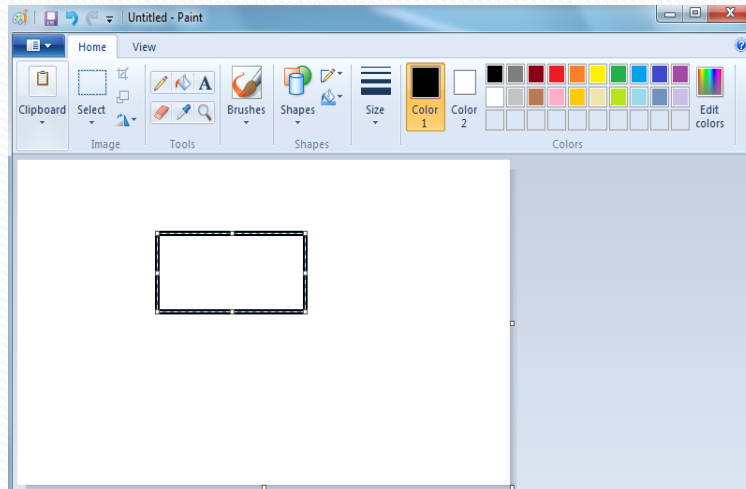 Untitled - Paint
Home View
Clipboard Select Brushes Shapes Size Color 1 Color 2 Edit colors
Image Tools Shapes Colors
A